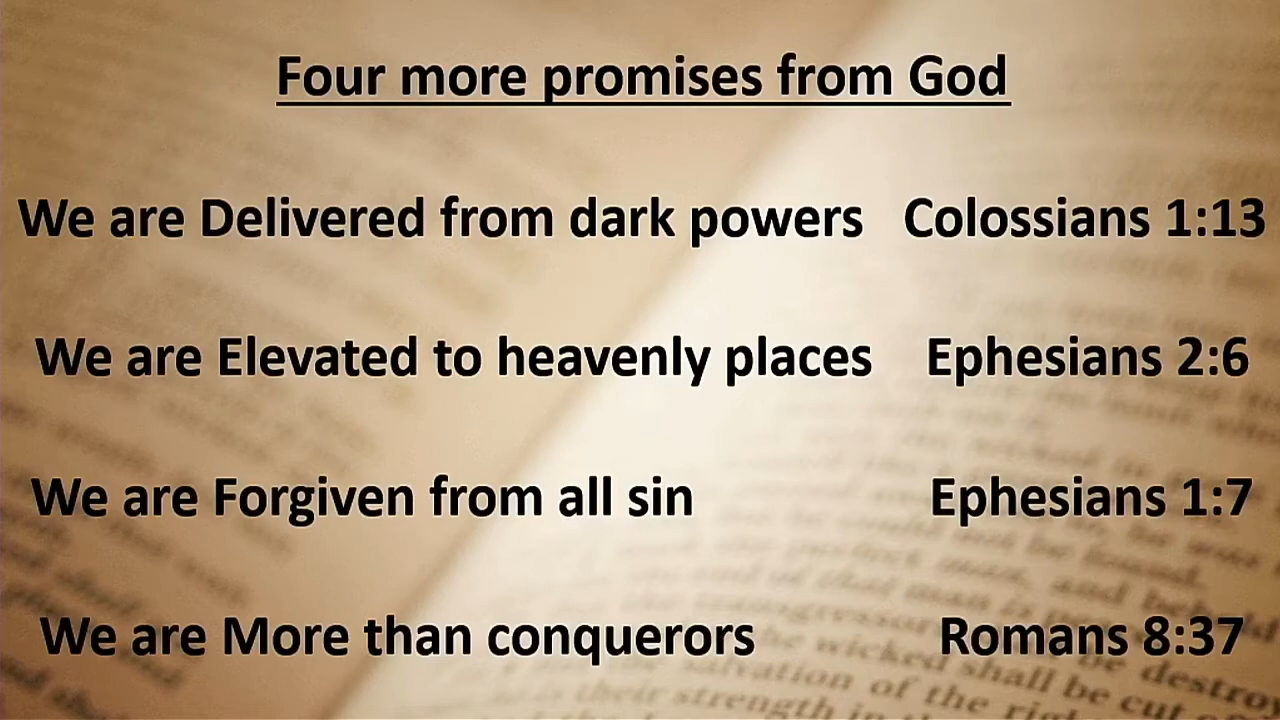 Four more promises from God
We are Delivered from dark powers Colossians 1:13
We are Elevated to heavenly places Ephesians 2:6
We are Forgiven from all sin Ephesians 1:7
We are More than conquerors Romans 8:37